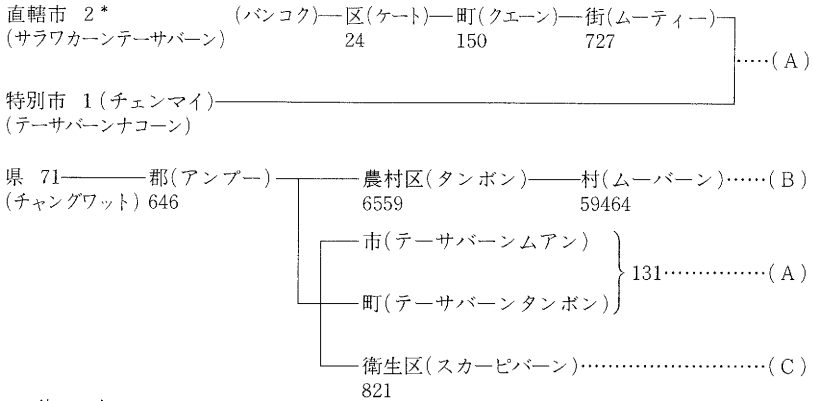 直轄市 2* (バンコク)―区(ケート)―町(クエーン)―街(ムーティー)
(サラワカーンテーサバーン) 24 150 727
……(A)
特別市 1(チェンマイ)
(テーサバーンナコーン)
県 71――郡(アンプー) 農村区(タンボン)――村(ムーバーン)……(B)
(チャングワット) 646 6559 59464
市(テーサバーンムアン)
131……………(A)
町(テーサバーンタンボン)
衛生区(スカーピバーン)………………………(C)
821